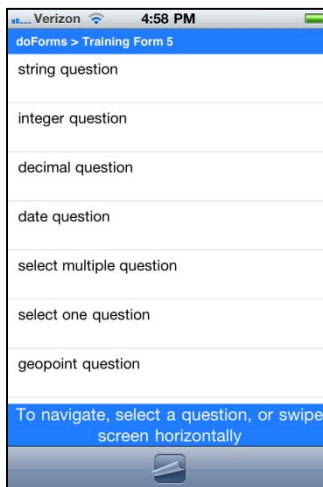 Verizon 4:58 PM
doForms > Training Form 5
string question
integer question
decimal question
date question
select multiple question
select one question
geopoint question
To navigate, select a question, or swipe
screen horizontally